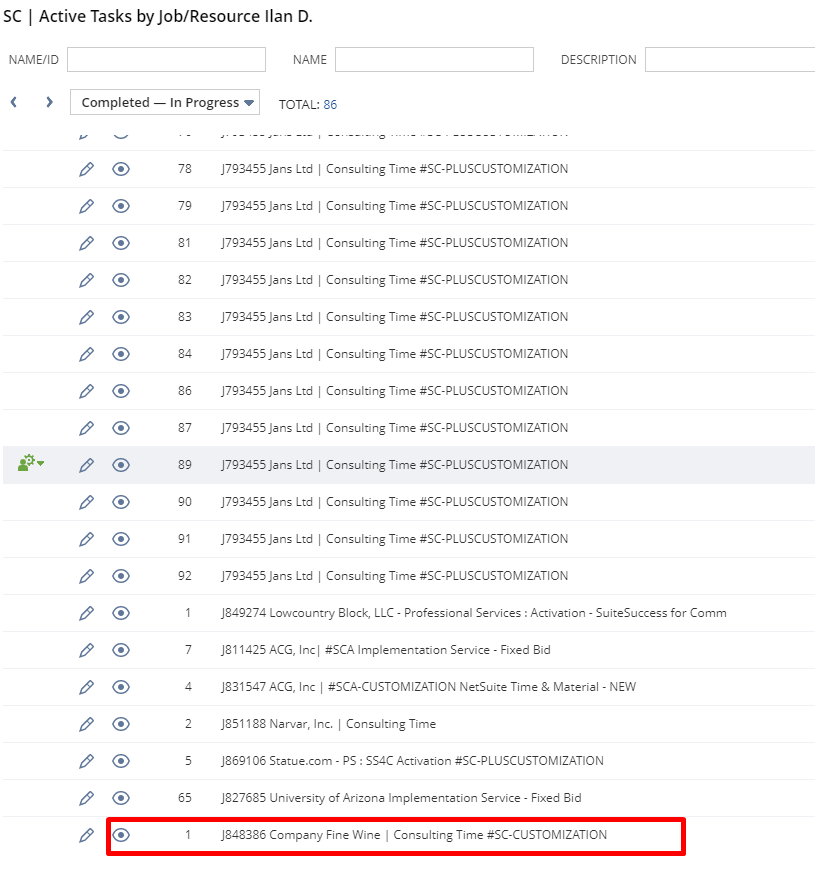 SC | Active Tasks by Job/Resource Ilan D.
NAME/ID NAME DESCRIPTION
Completed — In Progress TOTAL: 86
78 J793455 Jans Ltd | Consulting Time #SC-PLUSCUSTOMIZATION
79 J793455 Jans Ltd | Consulting Time #SC-PLUSCUSTOMIZATION
81 J793455 Jans Ltd | Consulting Time #SC-PLUSCUSTOMIZATION
82 J793455 Jans Ltd | Consulting Time #SC-PLUSCUSTOMIZATION
83 J793455 Jans Ltd | Consulting Time #SC-PLUSCUSTOMIZATION
84 J793455 Jans Ltd | Consulting Time #SC-PLUSCUSTOMIZATION
86 J793455 Jans Ltd | Consulting Time #SC-PLUSCUSTOMIZATION
87 J793455 Jans Ltd | Consulting Time #SC-PLUSCUSTOMIZATION
89 J793455 Jans Ltd | Consulting Time #SC-PLUSCUSTOMIZATION
90 J793455 Jans Ltd | Consulting Time #SC-PLUSCUSTOMIZATION
91 J793455 Jans Ltd | Consulting Time #SC-PLUSCUSTOMIZATION
92 J793455 Jans Ltd | Consulting Time #SC-PLUSCUSTOMIZATION
1 J849274 Lowcountry Block, LLC - Professional Services : Activation - SuiteSuccess for Comm
7 J811425 ACG, Inc| #SCA Implementation Service - Fixed Bid
4 J831547 ACG, Inc | #SCA-CUSTOMIZATION NetSuite Time & Material - NEW
2 J851188 Narvar, Inc. | Consulting Time
5 J869106 Statue.com - PS : SS4C Activation #SC-PLUSCUSTOMIZATION
65 J827685 University of Arizona Implementation Service - Fixed Bid
1 J848386 Company Fine Wine | Consulting Time #SC-CUSTOMIZATION